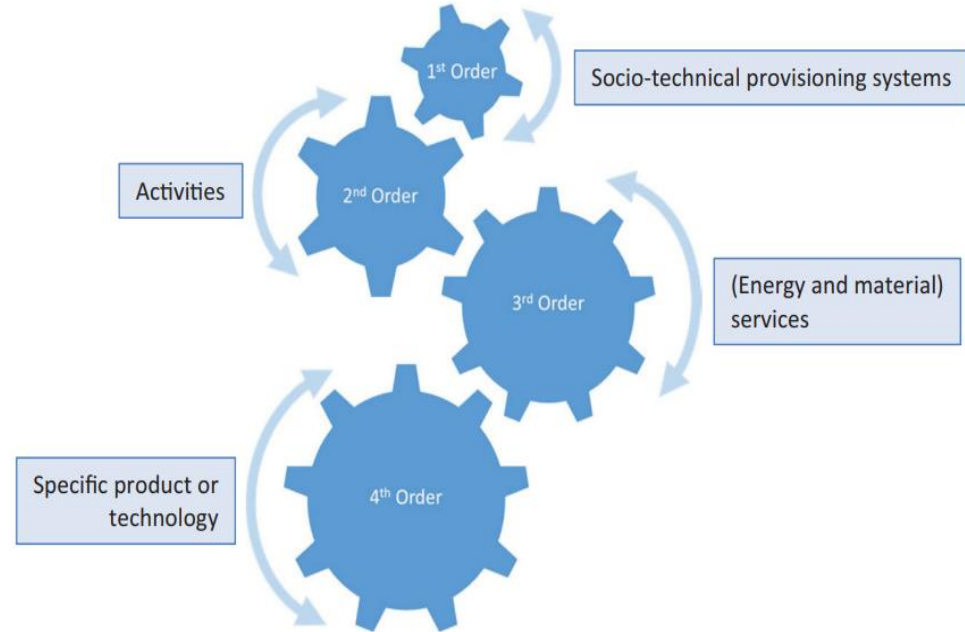 1st Order
Socio-technical provisioning systems
Activities
2nd Order
3rd Order
(Energy and material)
services
Specific product or
technology
4th Order